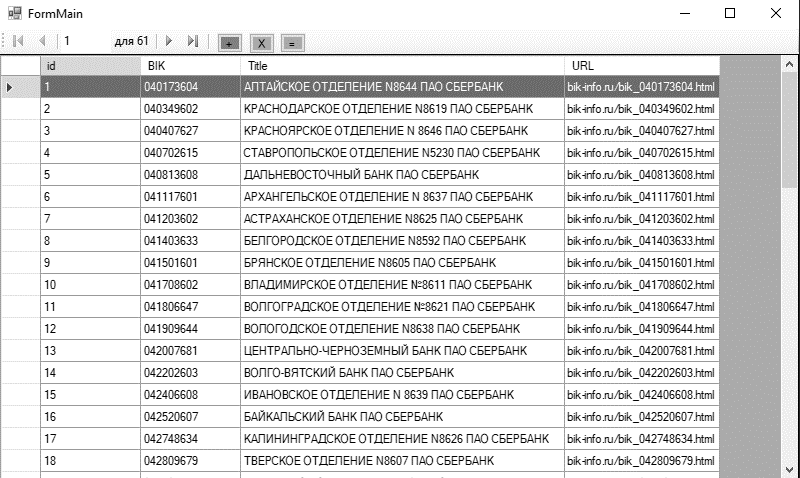 FormMain
1 для 61 + X =
id BIK Title URL
1 040173604 АЛТАЙСКОЕ ОТДЕЛЕНИЕ N8644 ПАО СБЕРБАНК bik-info.ru/bik_040173604.html
2 040349602 КРАСНОДАРСКОЕ ОТДЕЛЕНИЕ N8619 ПАО СБЕРБАНК bik-info.ru/bik_040349602.html
3 040407627 КРАСНОЯРСКОЕ ОТДЕЛЕНИЕ N 8646 ПАО СБЕРБАНК bik-info.ru/bik_040407627.html
4 040702615 СТАВРОПОЛЬСКОЕ ОТДЕЛЕНИЕ N5230 ПАО СБЕРБАНК bik-info.ru/bik_040702615.html
5 040813608 ДАЛЬНЕВОСТОЧНЫЙ БАНК ПАО СБЕРБАНК bik-info.ru/bik_040813608.html
6 041117601 АРХАНГЕЛЬСКОЕ ОТДЕЛЕНИЕ N 8637 ПАО СБЕРБАНК bik-info.ru/bik_041117601.html
7 041203602 АСТРАХАНСКОЕ ОТДЕЛЕНИЕ N8625 ПАО СБЕРБАНК bik-info.ru/bik_041203602.html
8 041403633 БЕЛГОРОДСКОЕ ОТДЕЛЕНИЕ N8592 ПАО СБЕРБАНК bik-info.ru/bik_041403633.html
9 041501601 БРЯНСКОЕ ОТДЕЛЕНИЕ N8605 ПАО СБЕРБАНК bik-info.ru/bik_041501601.html
10 041708602 ВЛАДИМИРСКОЕ ОТДЕЛЕНИЕ №8611 ПАО СБЕРБАНК bik-info.ru/bik_041708602.html
11 041806647 ВОЛГОГРАДСКОЕ ОТДЕЛЕНИЕ №8621 ПАО СБЕРБАНК bik-info.ru/bik_041806647.html
12 041909644 ВОЛОГОДСКОЕ ОТДЕЛЕНИЕ N8638 ПАО СБЕРБАНК bik-info.ru/bik_041909644.html
13 042007681 ЦЕНТРАЛЬНО-ЧЕРНОЗЕМНЫЙ БАНК ПАО СБЕРБАНК bik-info.ru/bik_042007681.html
14 042202603 ВОЛГО-ВЯТСКИЙ БАНК ПАО СБЕРБАНК bik-info.ru/bik_042202603.html
15 042406608 ИВАНОВСКОЕ ОТДЕЛЕНИЕ N 8639 ПАО СБЕРБАНК bik-info.ru/bik_042406608.html
16 042520607 БАЙКАЛЬСКИЙ БАНК ПАО СБЕРБАНК bik-info.ru/bik_042520607.html
17 042748634 КАЛИНИНГРАДСКОЕ ОТДЕЛЕНИЕ N8626 ПАО СБЕРБАНК bik-info.ru/bik_042748634.html
18 042809679 ТВЕРСКОЕ ОТДЕЛЕНИЕ N8607 ПАО СБЕРБАНК bik-info.ru/bik_042809679.html